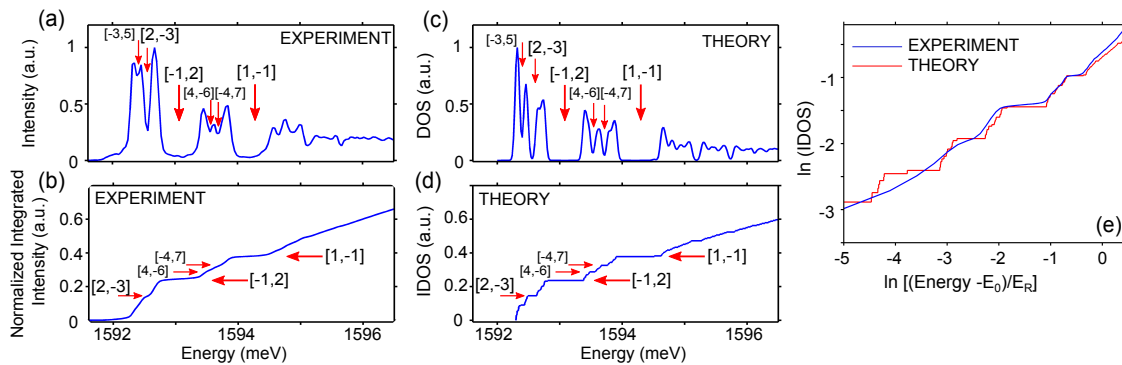 (a)
[-3,5]
[2,-3]
EXPERIMENT
[-1,2]
[1,-1]
[4,-6]
[-4,7]
1
0.5
0
Intensity (a.u.)
(b)
EXPERIMENT
[-4,7]
[4,-6]
[2,-3]
[1,-1]
[-1,2]
0.6
0.4
0.2
0
Normalized Integrated
Intensity (a.u.)
1592
1594
1596
Energy (meV)
(c)
[-3,5]
[2,-3]
THEORY
[-1,2]
[1,-1]
[4,-6]
[-4,7]
1
0.5
0
DOS (a.u.)
(d)
THEORY
[-4,7]
[4,-6]
[2,-3]
[1,-1]
[-1,2]
0.6
0.4
0.2
0
IDOS (a.u.)
1592
1594
1596
Energy (meV)
EXPERIMENT
THEORY
-1
-2
-3
ln (IDOS)
(e)
-5
-4
-3
-2
-1
0
ln [(Energy -E0)/ER]